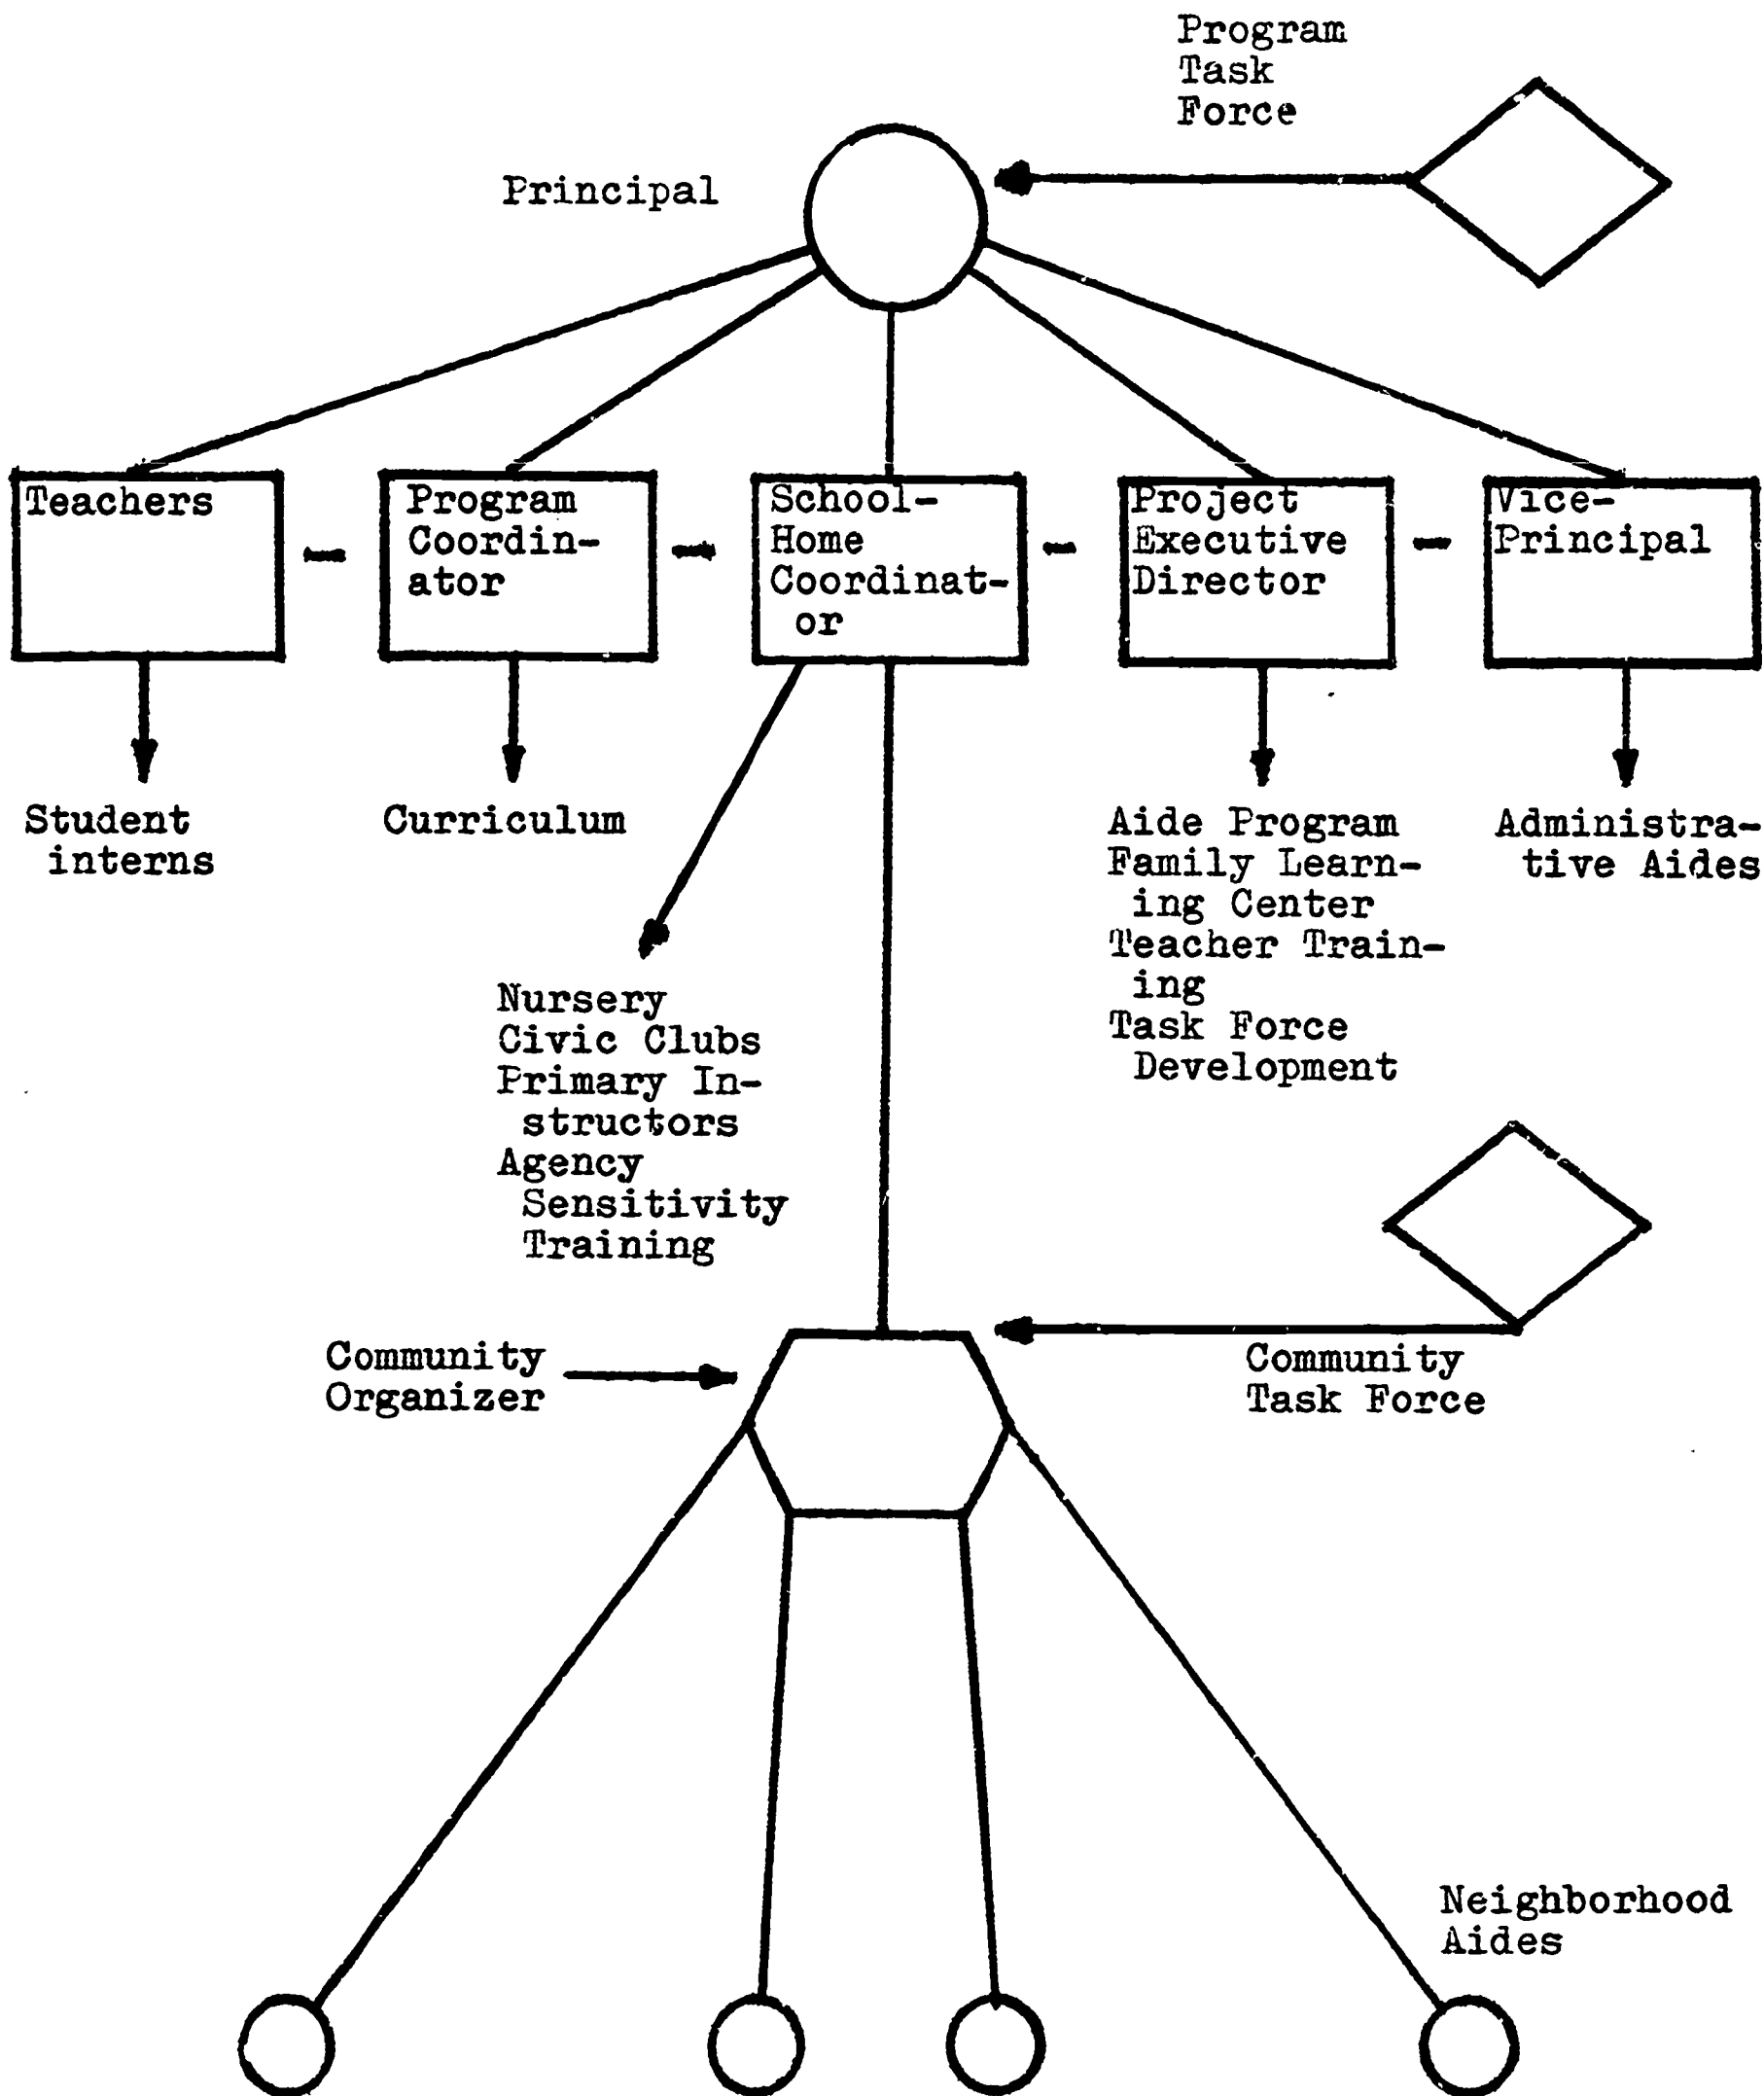 Program
Task
Force
Principal
Teachers
Program
Coordin-
ator
School-
Home
Coordinat-
or
Project
Executive
Director
Vice-
Principal
Student
interns
Curriculum
Aide Program
Family Learn-
ing Center
Teacher Train-
ing
Task Force
Development
Administra-
tive Aides
Nursery
Civic Clubs
Primary In-
structors
Agency
Sensitivity
Training
Community
Organizer
Community
Task Force
Neighborhood
Aides